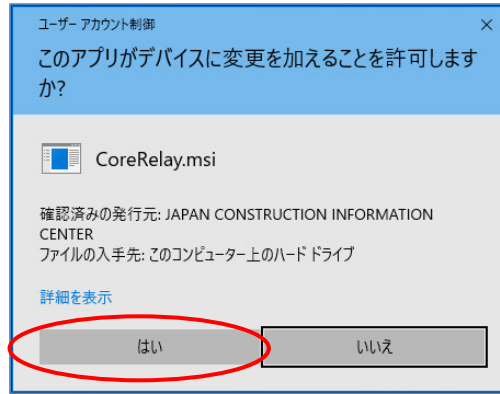 ユーザー アカウント制御
×
このアプリがデバイスに変更を加えることを許可します
か?
CoreRelay.msi
確認済みの発行元: JAPAN CONSTRUCTION INFORMATION
CENTER
ファイルの入手先: このコンピューター上のハード ドライブ
詳細を表示
はい
いいえ